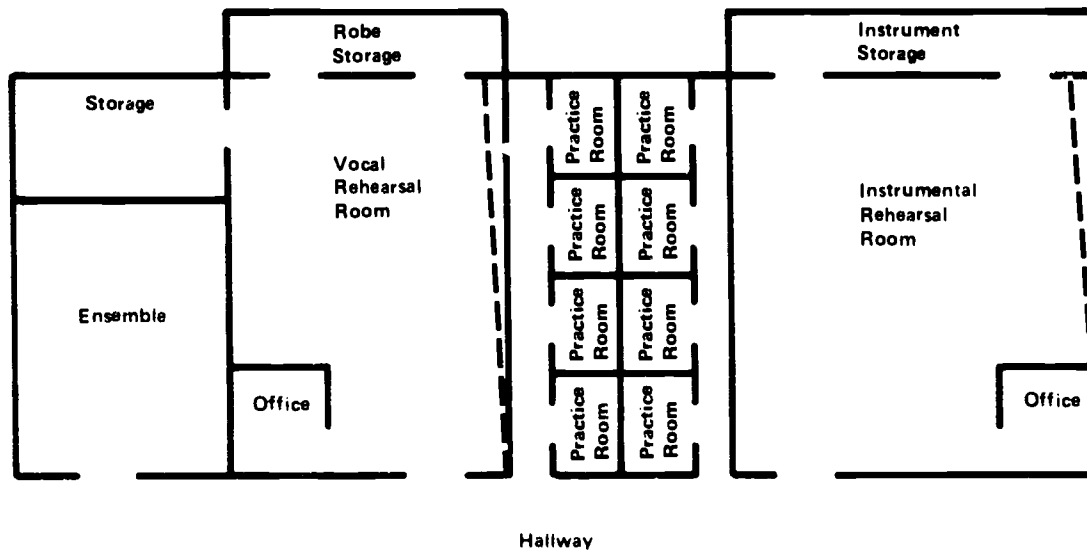 Robe
Storage
Instrument
Storage
Storage
Vocal
Rehearsal
Room
Practice
Room
Practice
Room
Practice
Room
Practice
Room
Practice
Room
Practice
Room
Practice
Room
Practice
Room
Instrumental
Rehearsal
Room
Ensemble
Office
Office
Hallway